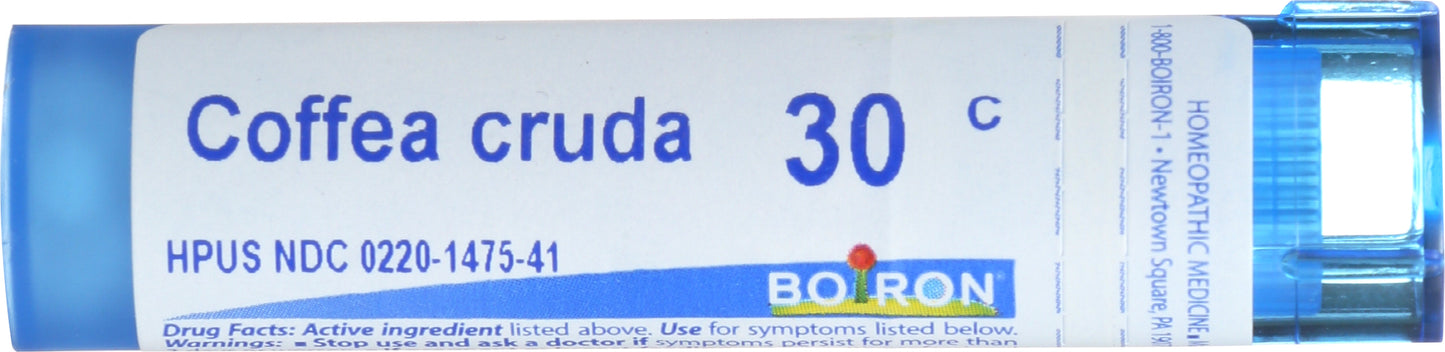 Coffea cruda 30 C
HPUS NDC 0220-1475-41
BOIRON
Drug Facts: Active ingredient listed above. Use for symptoms listed below.
Warnings: ■ Stop use and ask a doctor if symptoms persist for more than
HOMEOPATHIC MEDICINE
1-800-BOIRON-1 • Newtown Square, PA